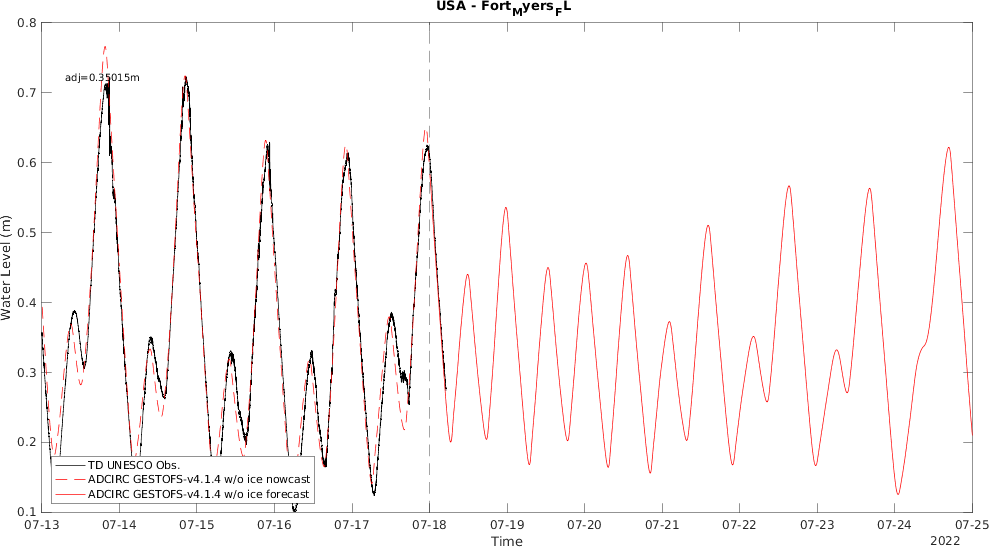 USA - FortMyersFL
0.8
0.7
0.6
0.5
0.4
0.3
0.2
0.1
Water Level (m)
adj=0.35015m
TD UNESCO Obs.
ADCIRC GESTOFS-v4.1.4 w/o ice nowcast
ADCIRC GESTOFS-v4.1.4 w/o ice forecast
07-13 07-14 07-15 07-16 07-17 07-18 07-19 07-20 07-21 07-22 07-23 07-24 07-25
Time
2022